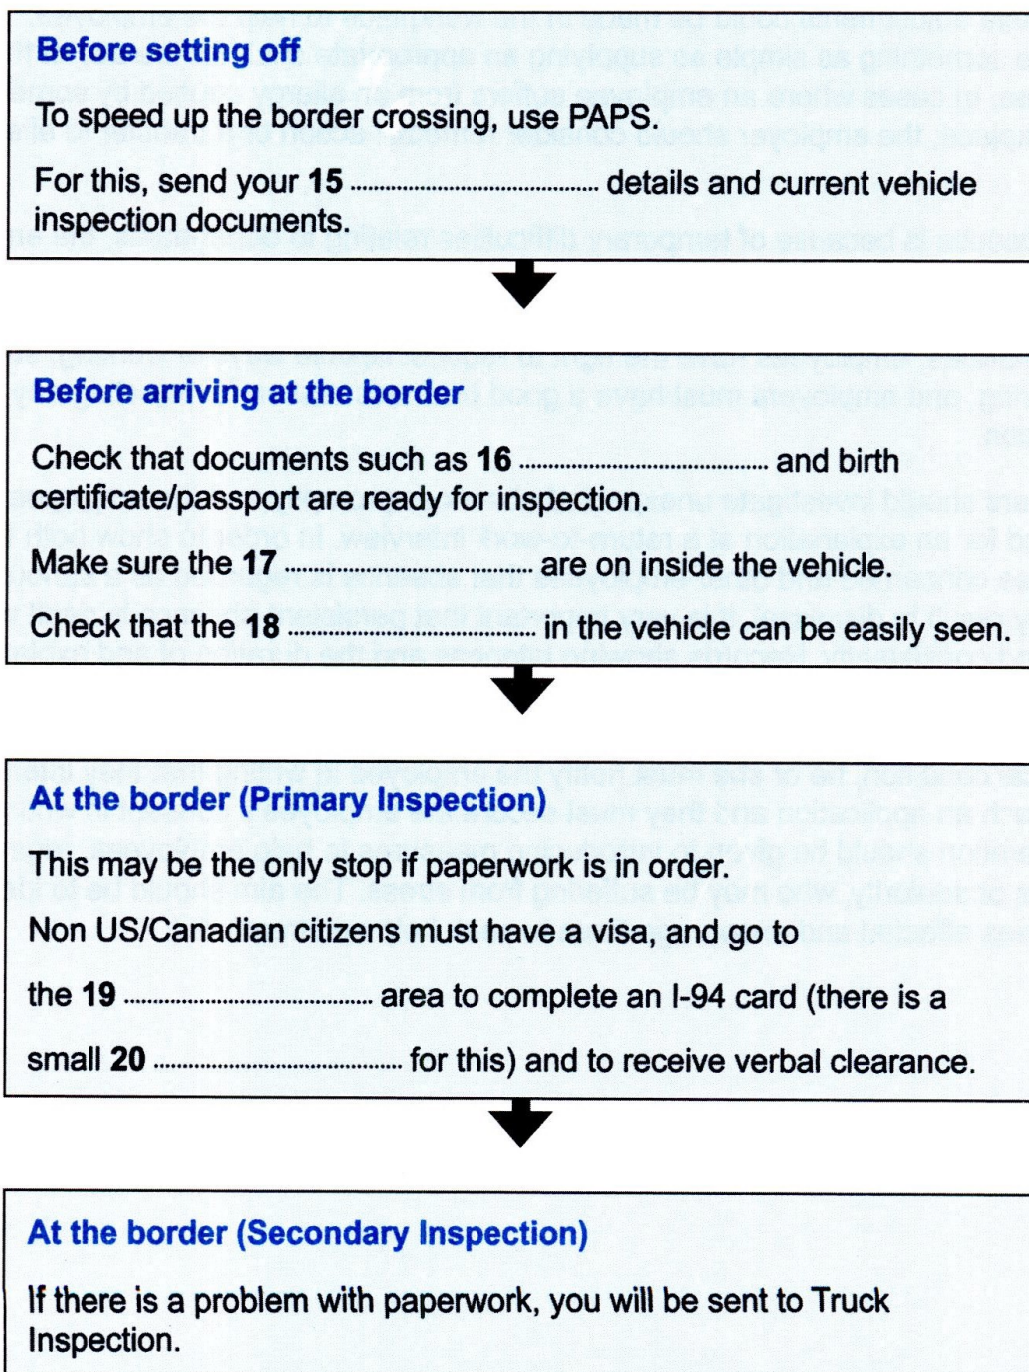 Before setting off
To speed up the border crossing, use PAPS.
For this, send your 15 .................................... details and current vehicle
inspection documents.
Before arriving at the border
Check that documents such as 16 .................................... and birth
certificate/passport are ready for inspection.
Make sure the 17 .................................... are on inside the vehicle.
Check that the 18 .................................... in the vehicle can be easily seen.
At the border (Primary Inspection)
This may be the only stop if paperwork is in order.
Non US/Canadian citizens must have a visa, and go to
the 19 .................................... area to complete an I-94 card (there is a
small 20 .................................... for this) and to receive verbal clearance.
At the border (Secondary Inspection)
If there is a problem with paperwork, you will be sent to Truck
Inspection.